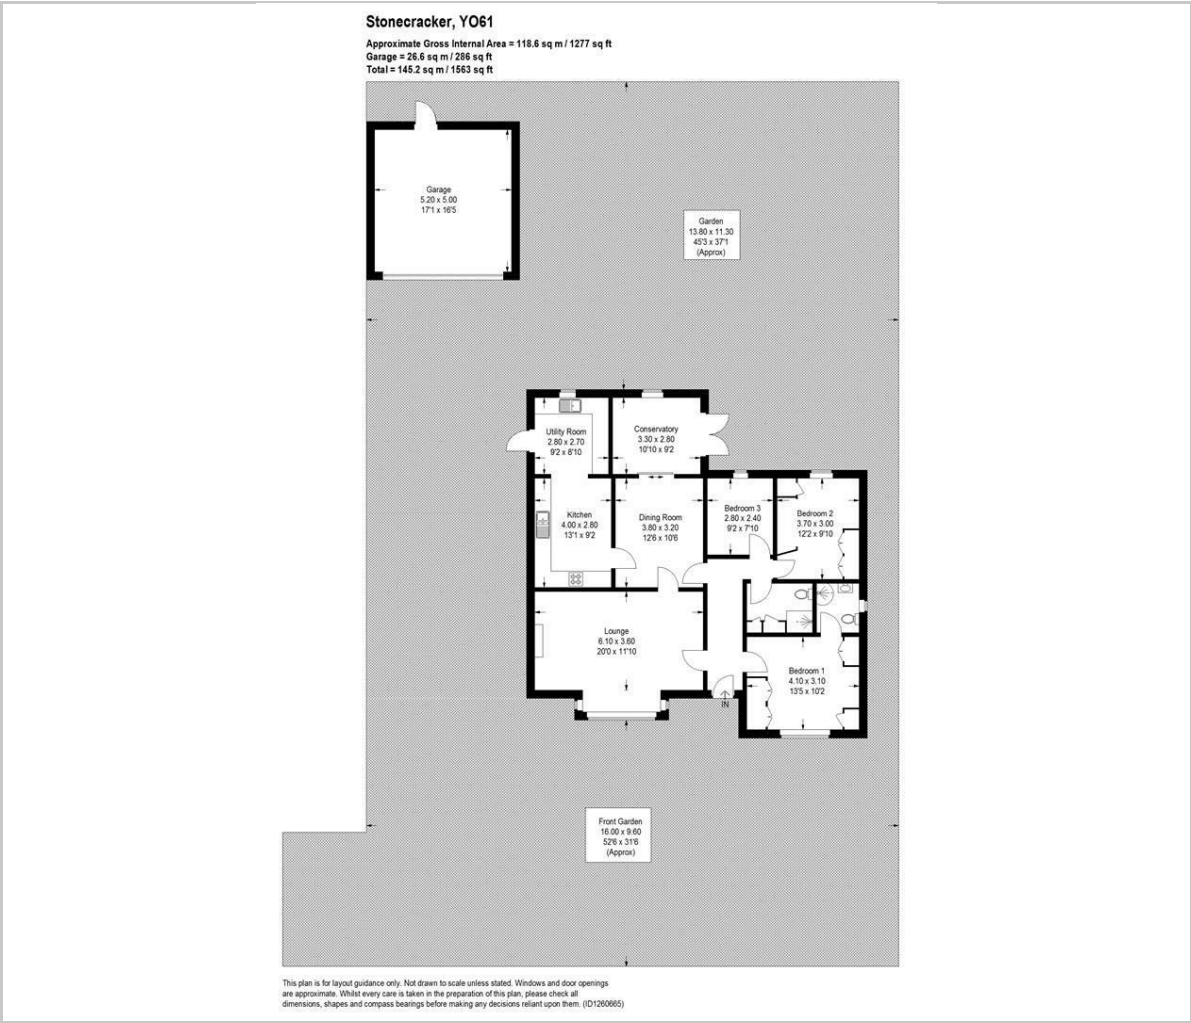 Stonecracker, YO61
Approximate Gross Internal Area = 118.6 sq m / 1277 sq ft
Garage = 26.6 sq m / 286 sq ft
Total = 145.2 sq m / 1563 sq ft
Garage
5.20 x 5.00
17'1 x 16'5
Garden
13.80 x 11.30
45'3 x 37'1
(Approx)
Utility Room
2.80 x 2.70
9'2 x 8'10
Conservatory
3.30 x 2.80
10'10 x 9'2
Kitchen
4.00 x 2.80
13'1 x 9'2
Dining Room
3.80 x 3.20
12'6 x 10'6
Bedroom 3
2.80 x 2.40
9'2 x 7'10
Bedroom 2
3.70 x 3.00
12'2 x 9'10
Lounge
6.10 x 3.60
20'0 x 11'10
Bedroom 1
4.10 x 3.10
13'5 x 10'2
IN
Front Garden
16.00 x 9.60
52'6 x 31'6
(Approx)
This plan is for layout guidance only. Not drawn to scale unless stated. Windows and door openings
are approximate. Whilst every care is taken in the preparation of this plan, please check all
dimensions, shapes and compass bearings before making any decisions reliant upon them. (ID1260665)